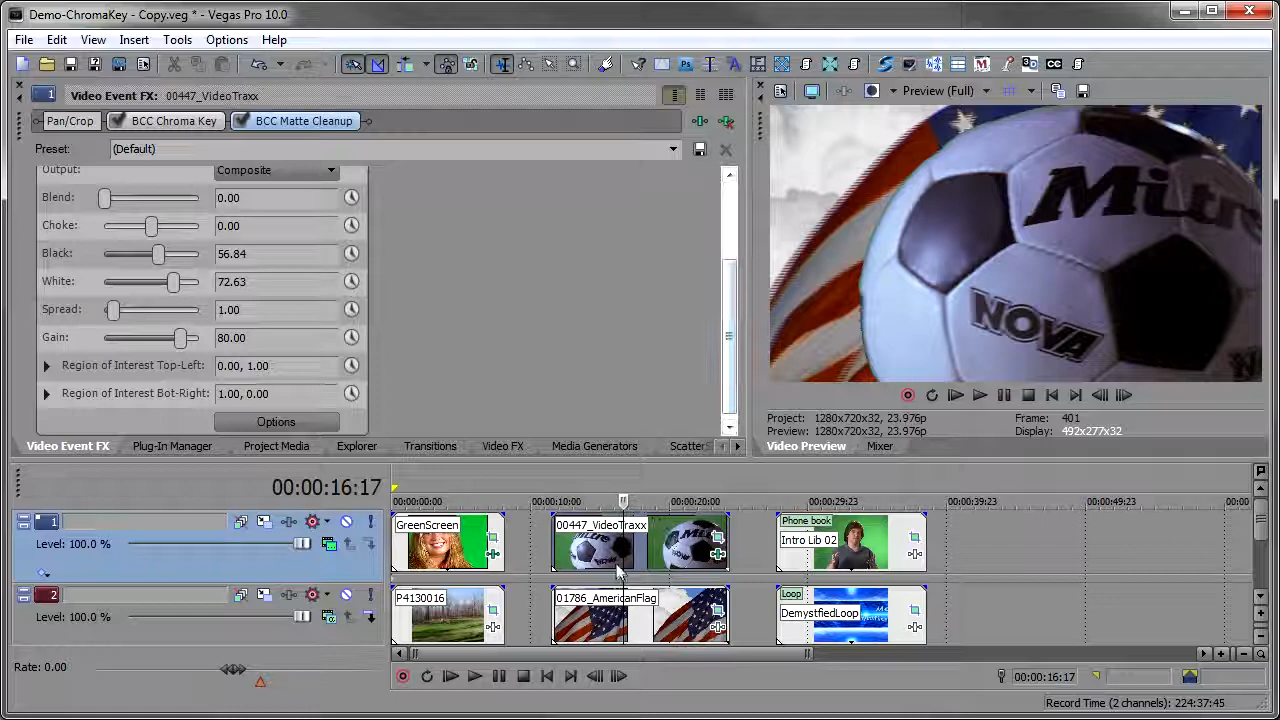 Demo-ChromaKey - Copy.veg * - Vegas Pro 10.0
File Edit View Insert Tools Options Help
1 Video Event FX: 00447_VideoTraxx
Preview (Full)
Pan/Crop BCC Chroma Key BCC Matte Cleanup
Preset: (Default)
Output: Composite
Blend: 0.00
Choke: 0.00
Black: 56.84
White: 72.63
Spread: 1.00
Gain: 80.00
Region of Interest Top-Left: 0.00, 1.00
Region of Interest Bot-Right: 1.00, 0.00
Options
Mitre
NOVA
Project: 1280x720x32, 23.976p Frame: 401
Preview: 1280x720x32, 23.976p Display: 492x277x32
Video Event FX Plug-In Manager Project Media Explorer Transitions Video FX Media Generators Scatter
Video Preview Mixer
00:00:16:17
00:00:00:00 00:00:10:00 00:00:20:00 00:00:29:23 00:00:39:23 00:00:49:23 00:00
1
Level: 100.0 %
GreenScreen 00447_VideoTraxx Phone book
Intro Lib 02
2
Level: 100.0 %
P4130016 01786_AmericanFlag Loop
DemystfiedLoop
Rate: 0.00
00:00:16:17
Record Time (2 channels): 224:37:45